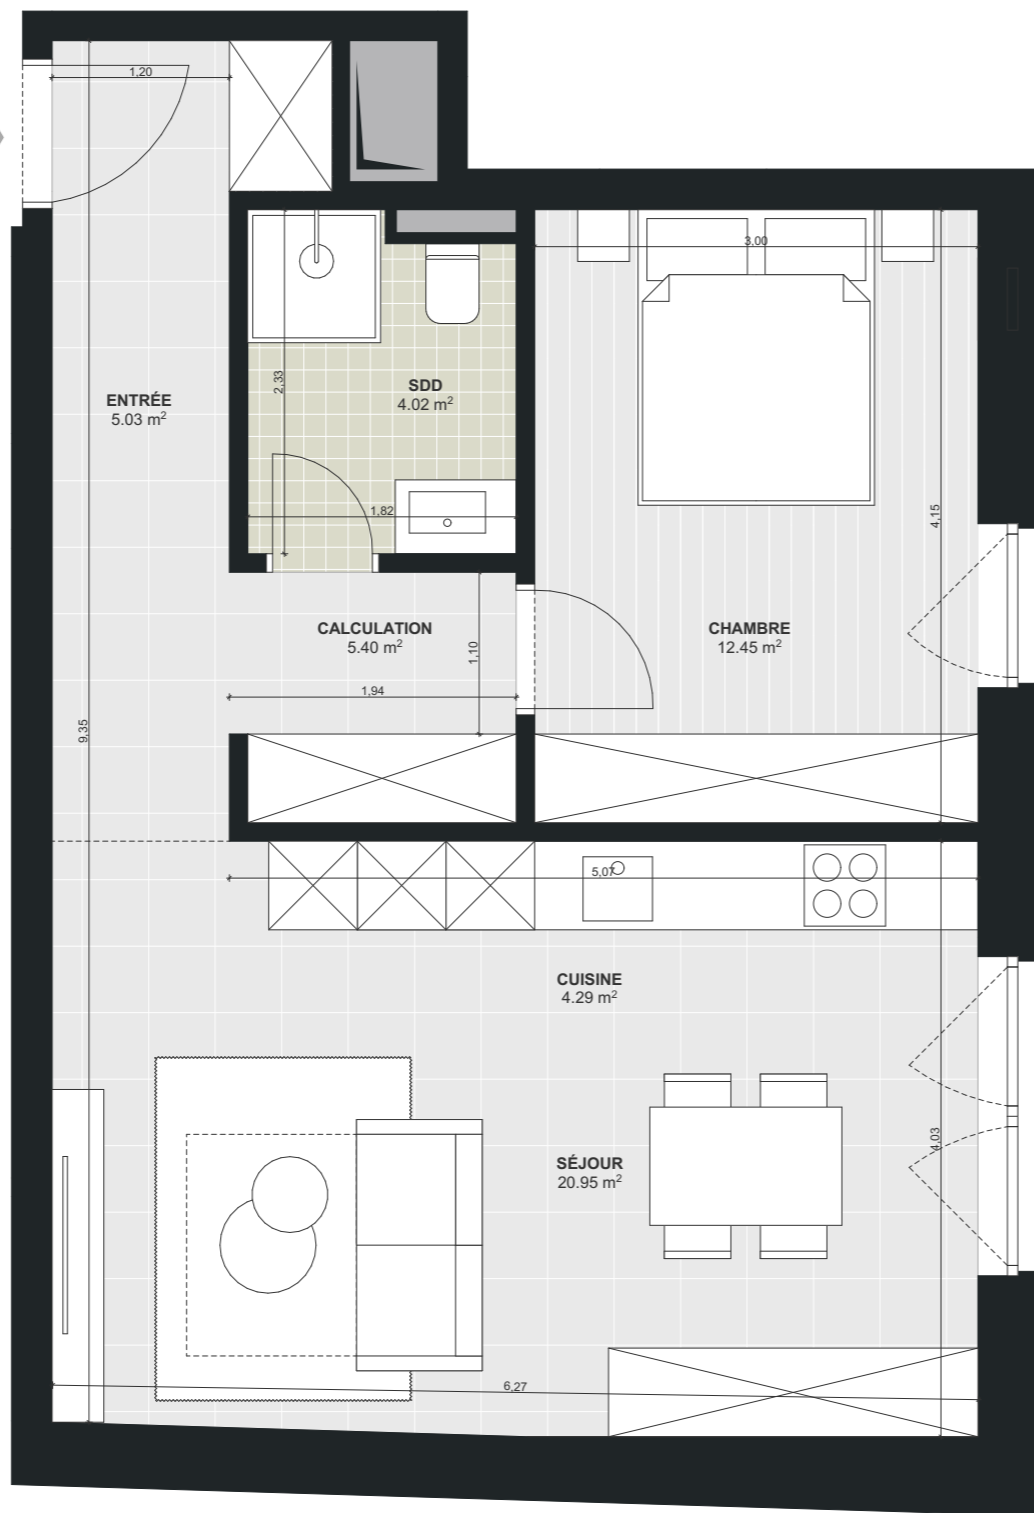 1,20
ENTRÉE
5.03 m²
2,33
SDD
4.02 m²
1,82
3,00
4,15
CALCULATION
5.40 m²
1,10
1,94
CHAMBRE
12.45 m²
9,35
5,07
CUISINE
4.29 m²
SÉJOUR
20.95 m²
4,03
6,27